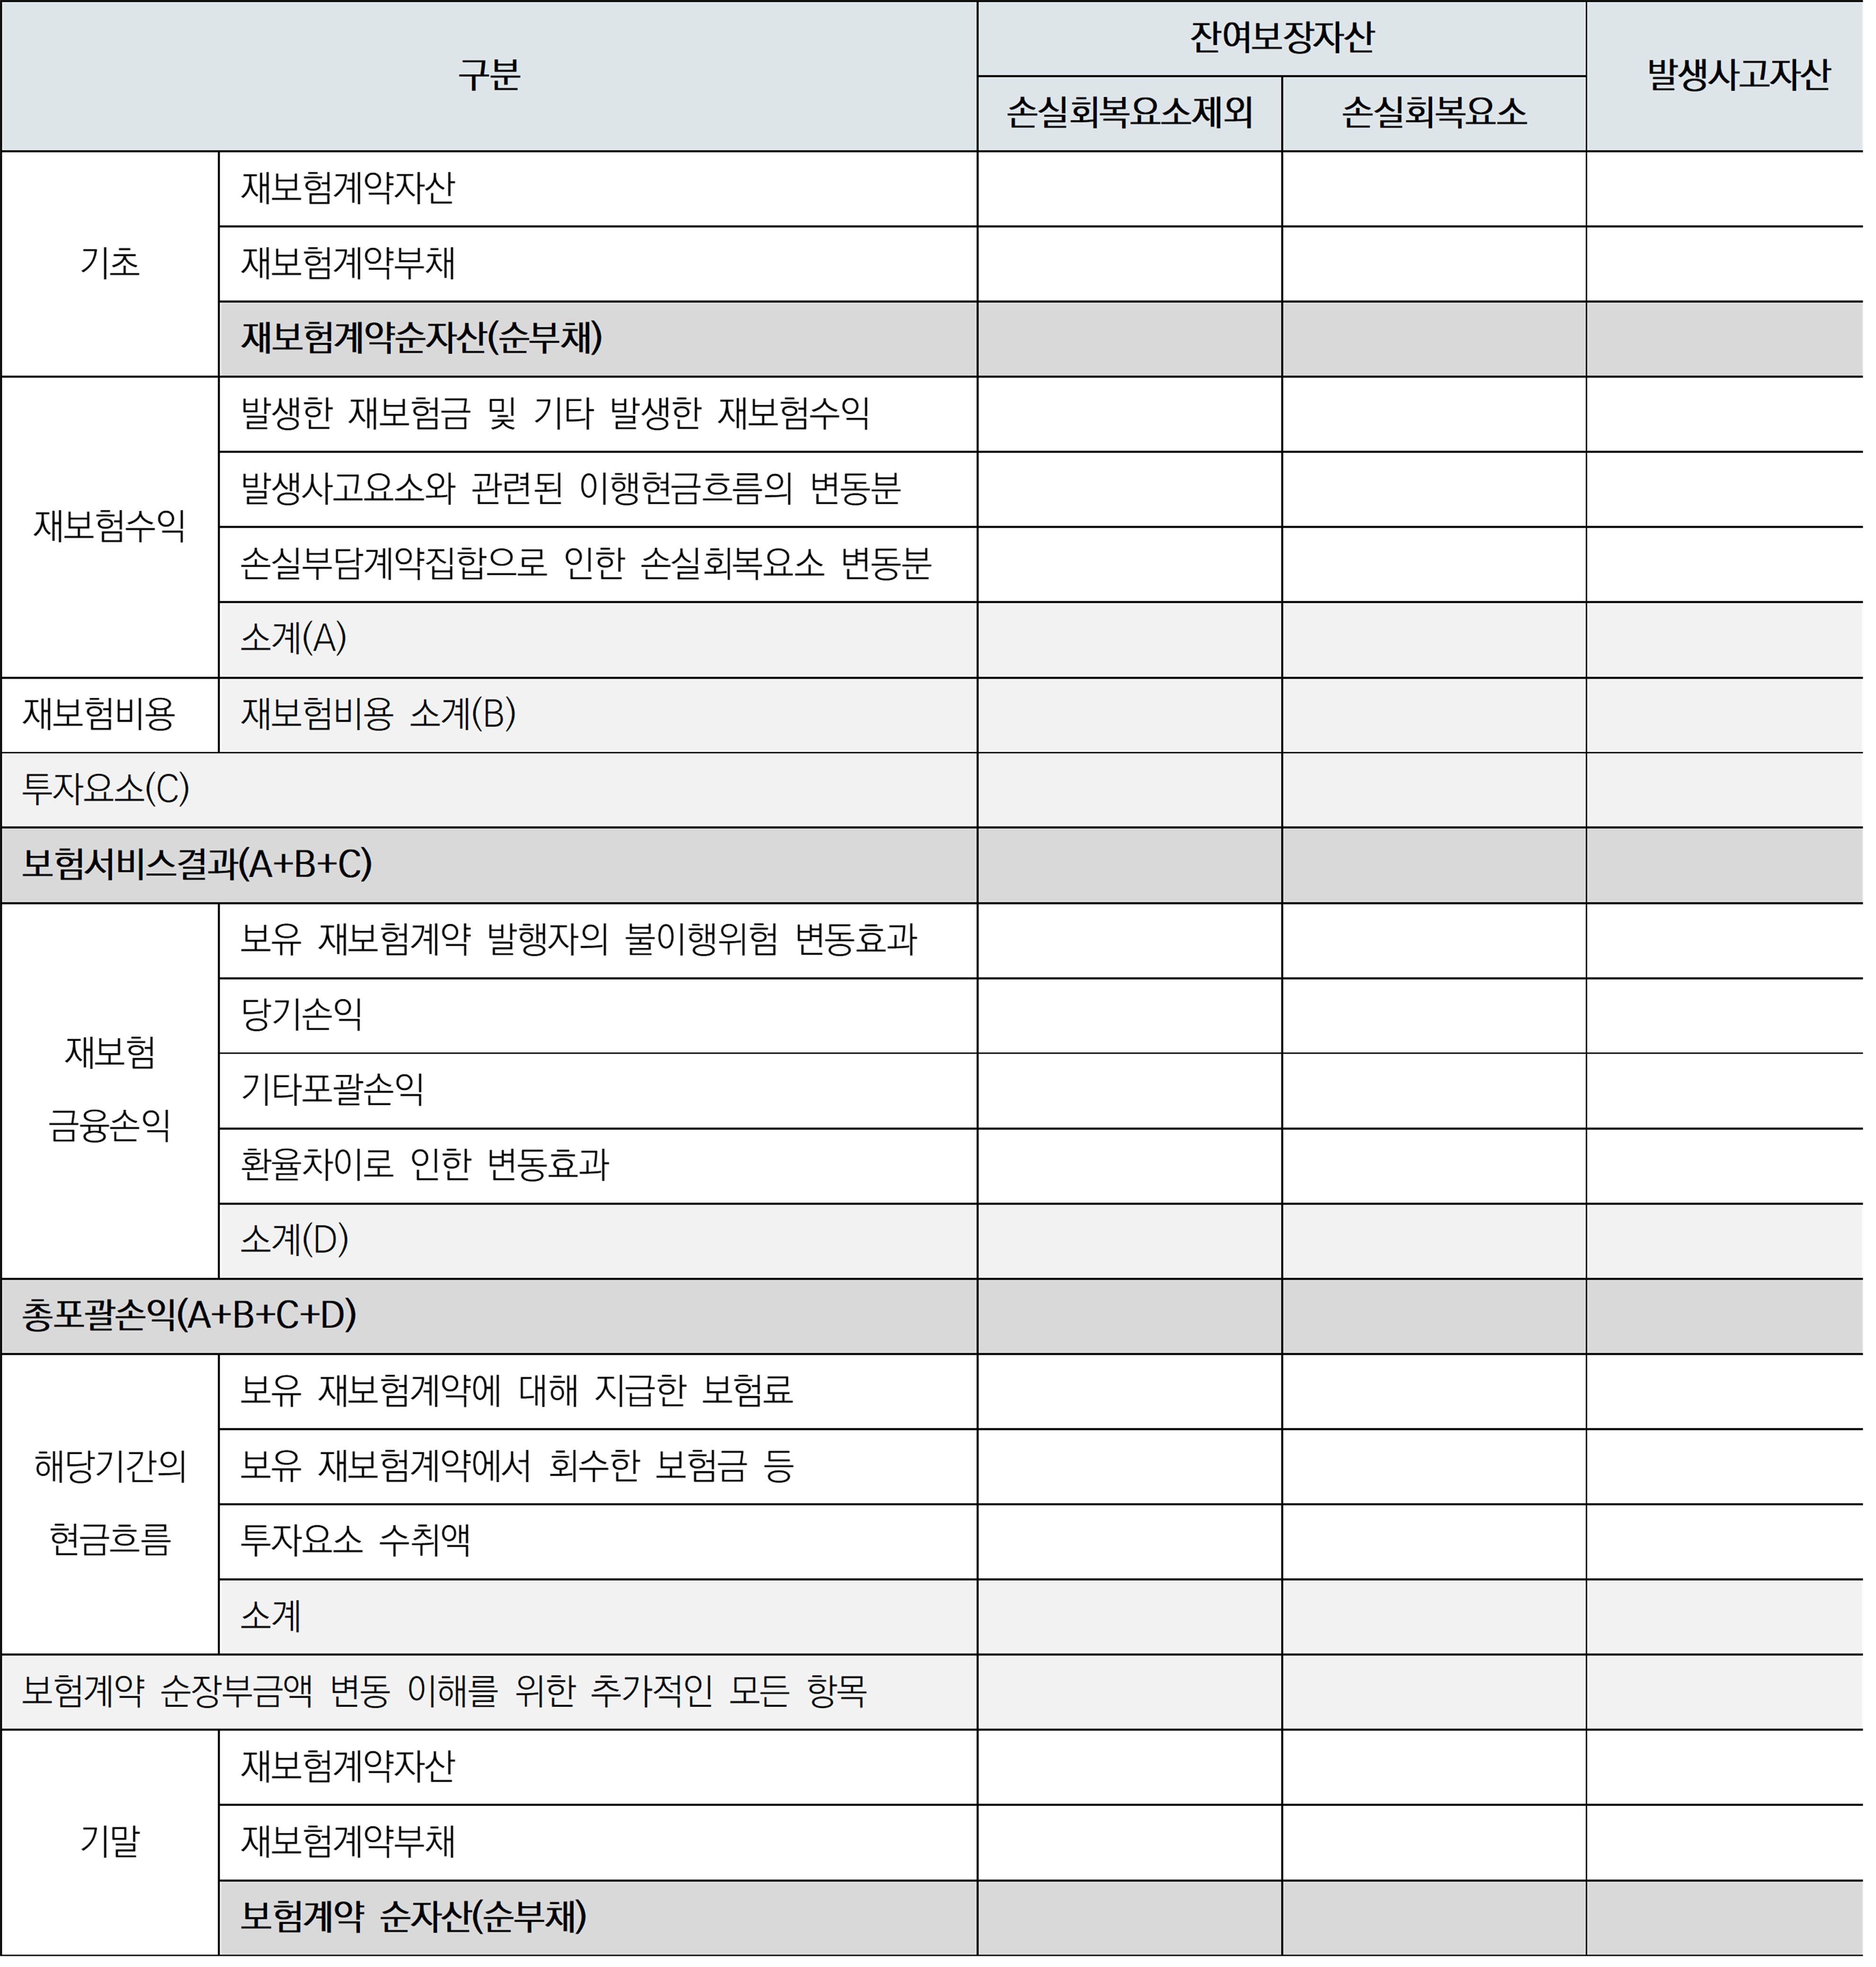 구분
잔여보장자산
발생사고자산
손실회복요소제외
손실회복요소
기초
재보험계약자산
재보험계약부채
재보험계약순자산(순부채)
재보험수익
발생한 재보험금 및 기타 발생한 재보험수익
발생사고요소와 관련된 이행현금흐름의 변동분
손실부담계약집합으로 인한 손실회복요소 변동분
소계(A)
재보험비용
재보험비용 소계(B)
투자요소(C)
보험서비스결과(A+B+C)
재보험
금융손익
보유 재보험계약 발행자의 불이행위험 변동효과
당기손익
기타포괄손익
환율차이로 인한 변동효과
소계(D)
총포괄손익(A+B+C+D)
해당기간의
현금흐름
보유 재보험계약에 대해 지급한 보험료
보유 재보험계약에서 회수한 보험금 등
투자요소 수취액
소계
보험계약 순장부금액 변동 이해를 위한 추가적인 모든 항목
기말
재보험계약자산
재보험계약부채
보험계약 순자산(순부채)